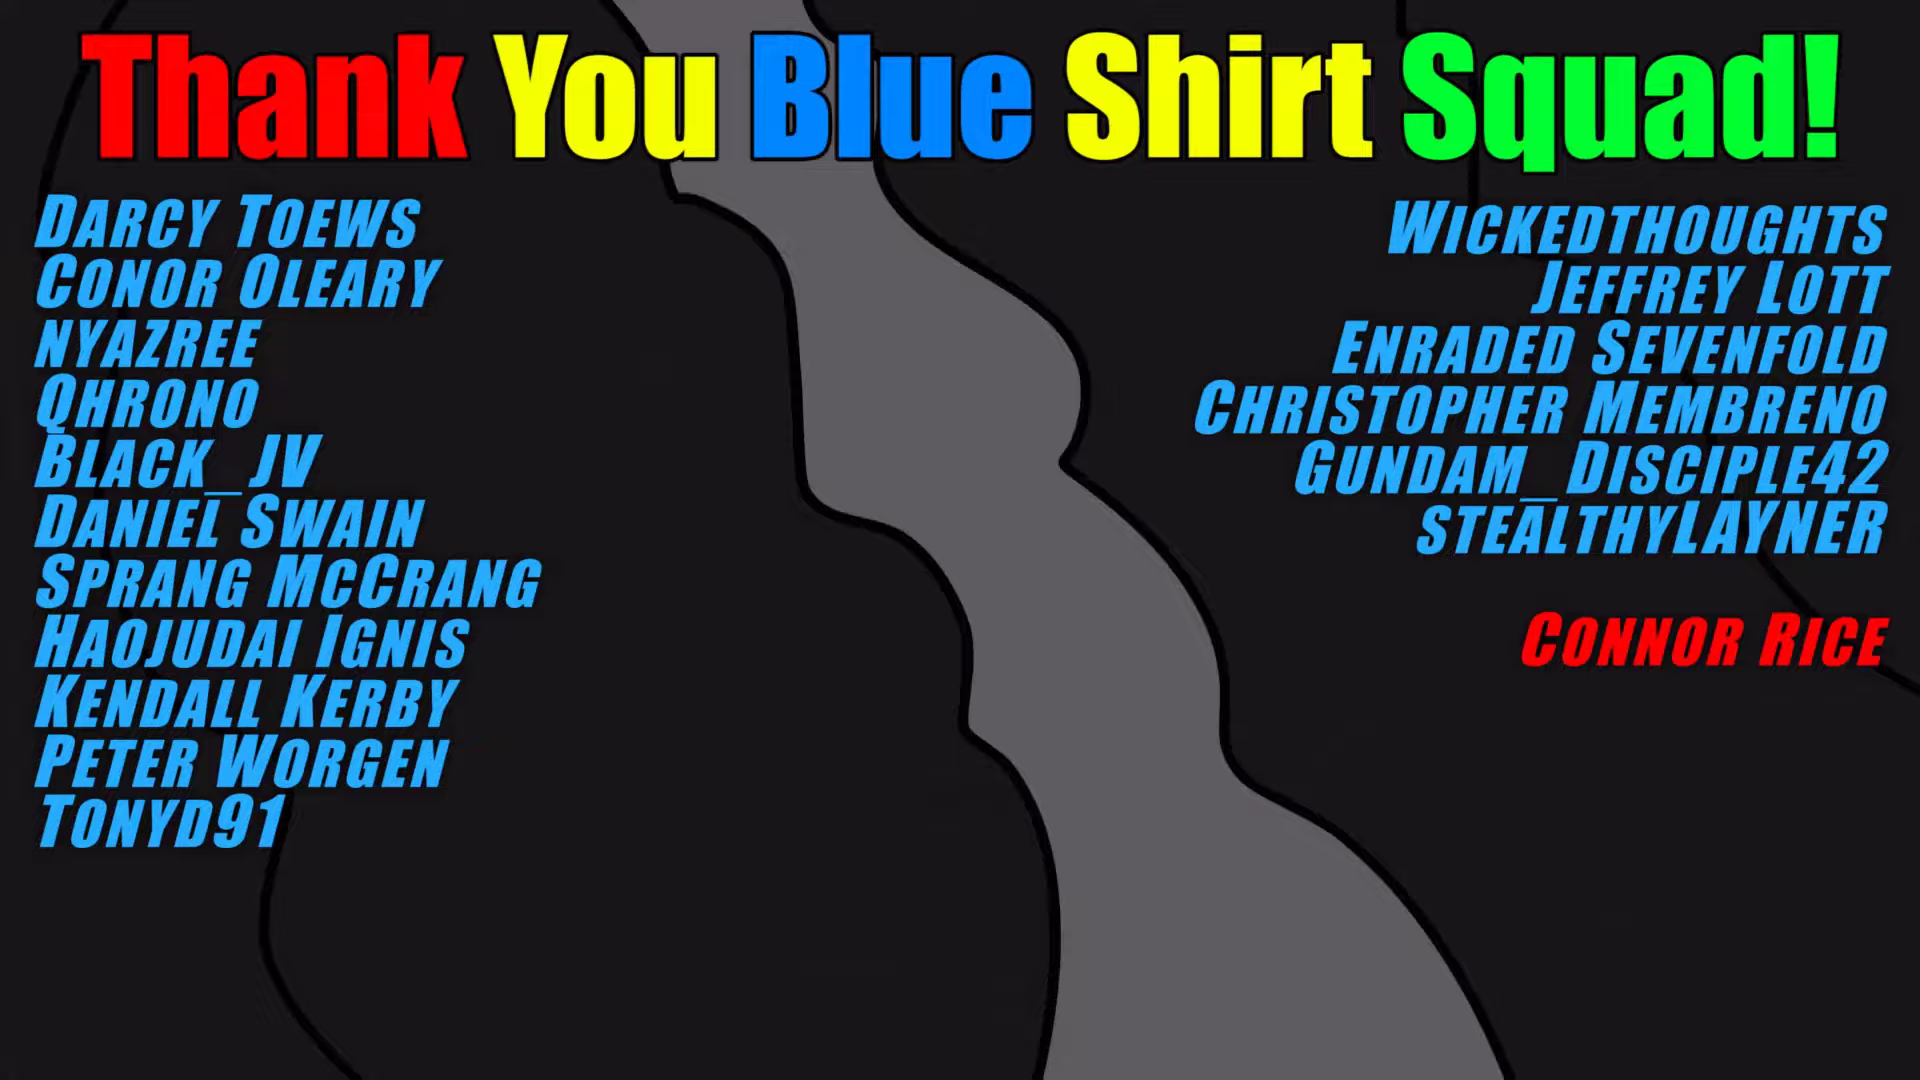 Thank You Blue Shirt Squad!
Darcy Toews
Conor Oleary
nyazree
Qhrono
Black_JV
Daniel Swain
Sprang McCrang
Haojudai Ignis
Kendall Kerby
Peter Worgen
Tonyd91
Wickedthoughts
Jeffrey Lott
Enraded Sevenfold
Christopher Membreno
Gundam_Disciple42
stealthyLAYNER
Connor Rice